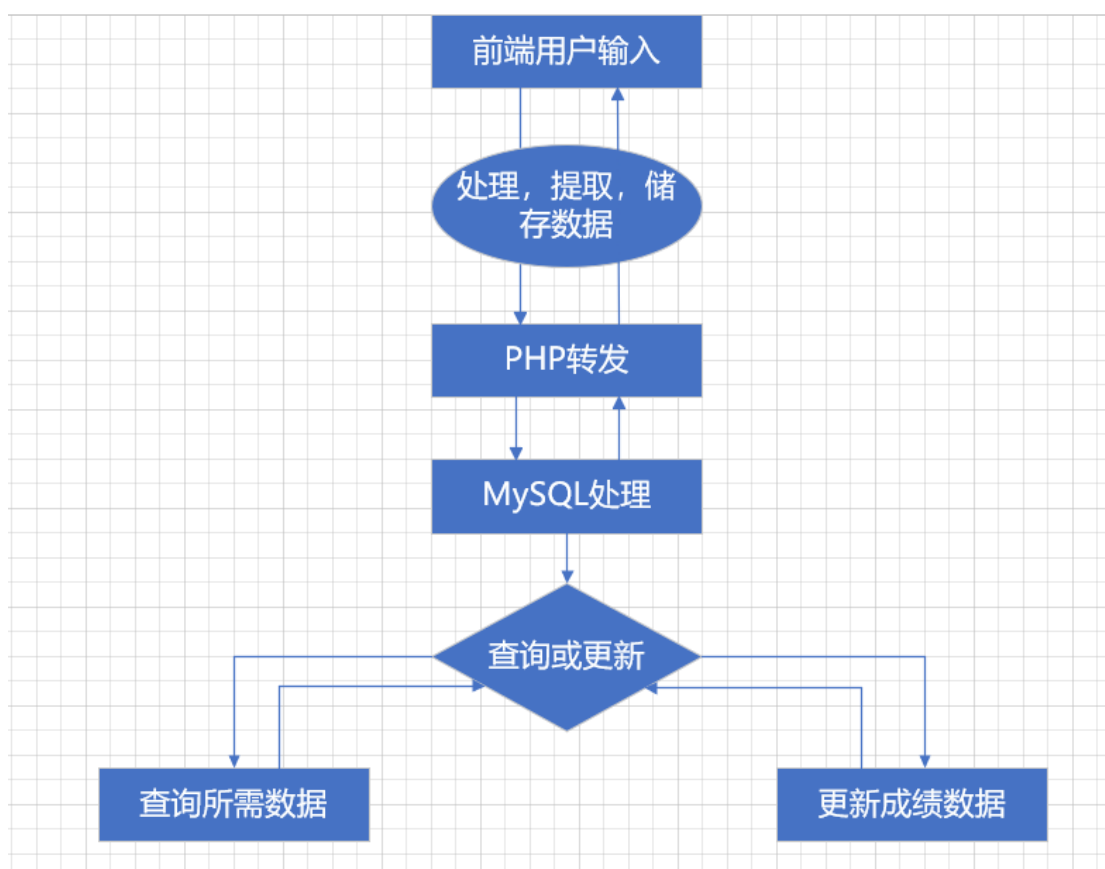 前端用户输入
处理，提取，储
存数据
PHP转发
MySQL处理
查询或更新
查询所需数据
更新成绩数据